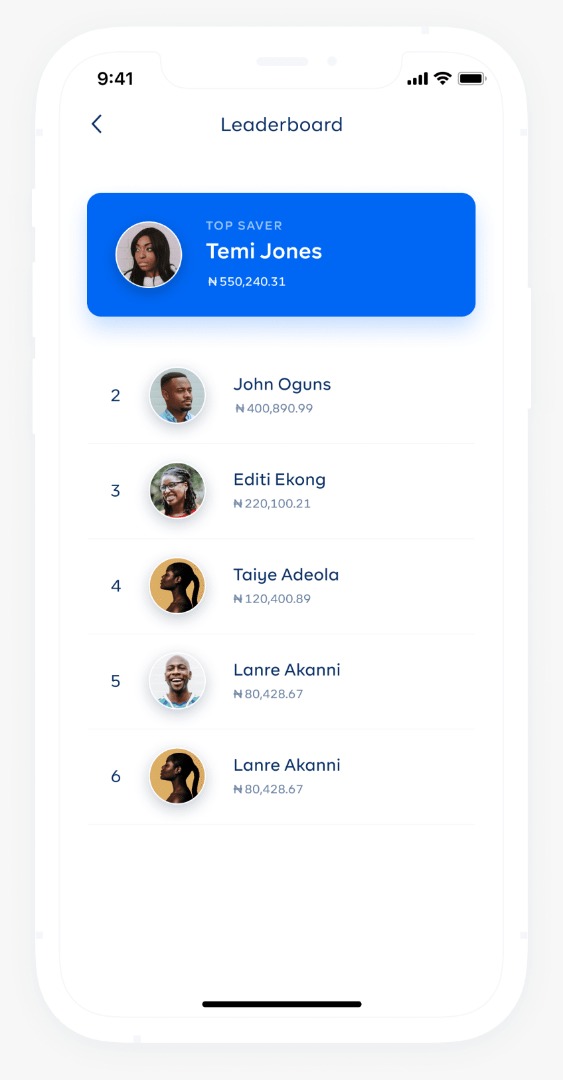 9:41
Leaderboard
TOP SAVER
Temi Jones
₦550,240.31
2
John Oguns
₦400,890.99
3
Editi Ekong
₦220,100.21
4
Taiye Adeola
₦120,400.89
5
Lanre Akanni
₦80,428.67
6
Lanre Akanni
₦80,428.67